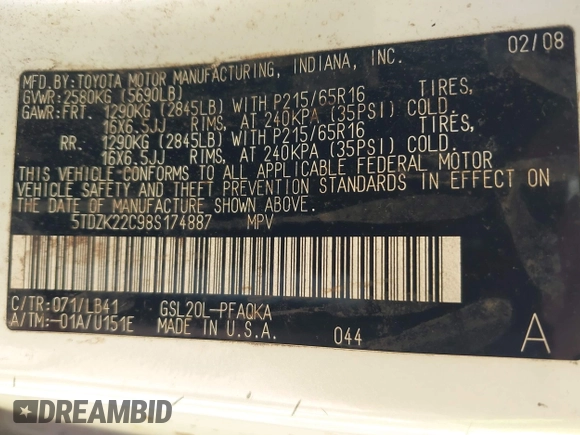 02/08
MFD.BY:TOYOTA MOTOR MANUFACTURING, INDIANA, INC.
GVWR:2580KG (5690LB)
GAWR:FRT. 1290KG (2845LB) WITH P215/65R16 TIRES,
16X6.5JJ RIMS, AT 240KPA (35PSI) COLD.
RR. 1290KG (2845LB) WITH P215/65R16 TIRES,
16X6.5JJ RIMS, AT 240KPA (35PSI) COLD.
THIS VEHICLE CONFORMS TO ALL APPLICABLE FEDERAL MOTOR
VEHICLE SAFETY AND THEFT PREVENTION STANDARDS IN EFFECT ON
THE DATE OF MANUFACTURE SHOWN ABOVE.
5TDZK22C98S174887 MPV
C/TR:071/LB41 GSL20L-PFAQKA
A/TM:-01A/U151E MADE IN U.S.A. 044 A
DREAMBID